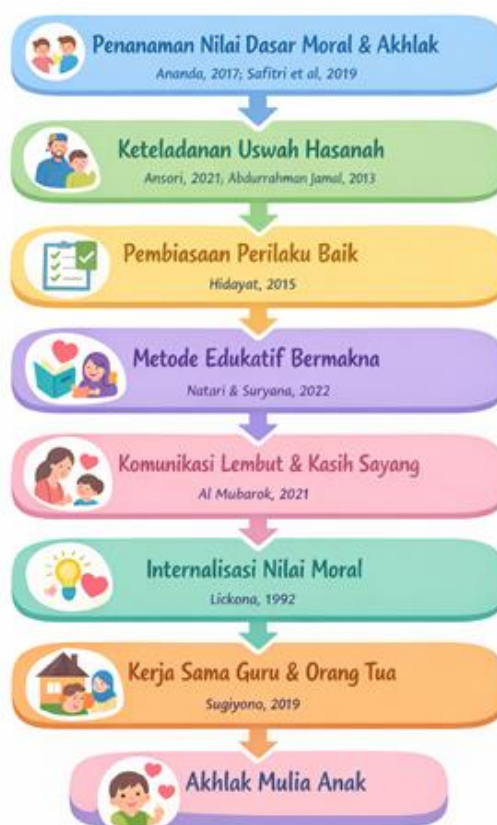 Penanaman Nilai Dasar Moral & Akhlak
Ananda, 2017; Safitri et al, 2019
Keteladanan Uswah Hasanah
Ansori, 2021; Abdurrahman Jamal, 2013
Pembiasaan Perilaku Baik
Hidayat, 2015
Metode Edukatif Bermakna
Natari & Suryana, 2022
Komunikasi Lembut & Kasih Sayang
Al Mubarok, 2021
Internalisasi Nilai Moral
Lickona, 1992
Kerja Sama Guru & Orang Tua
Sugiyono, 2019
Akhlak Mulia Anak